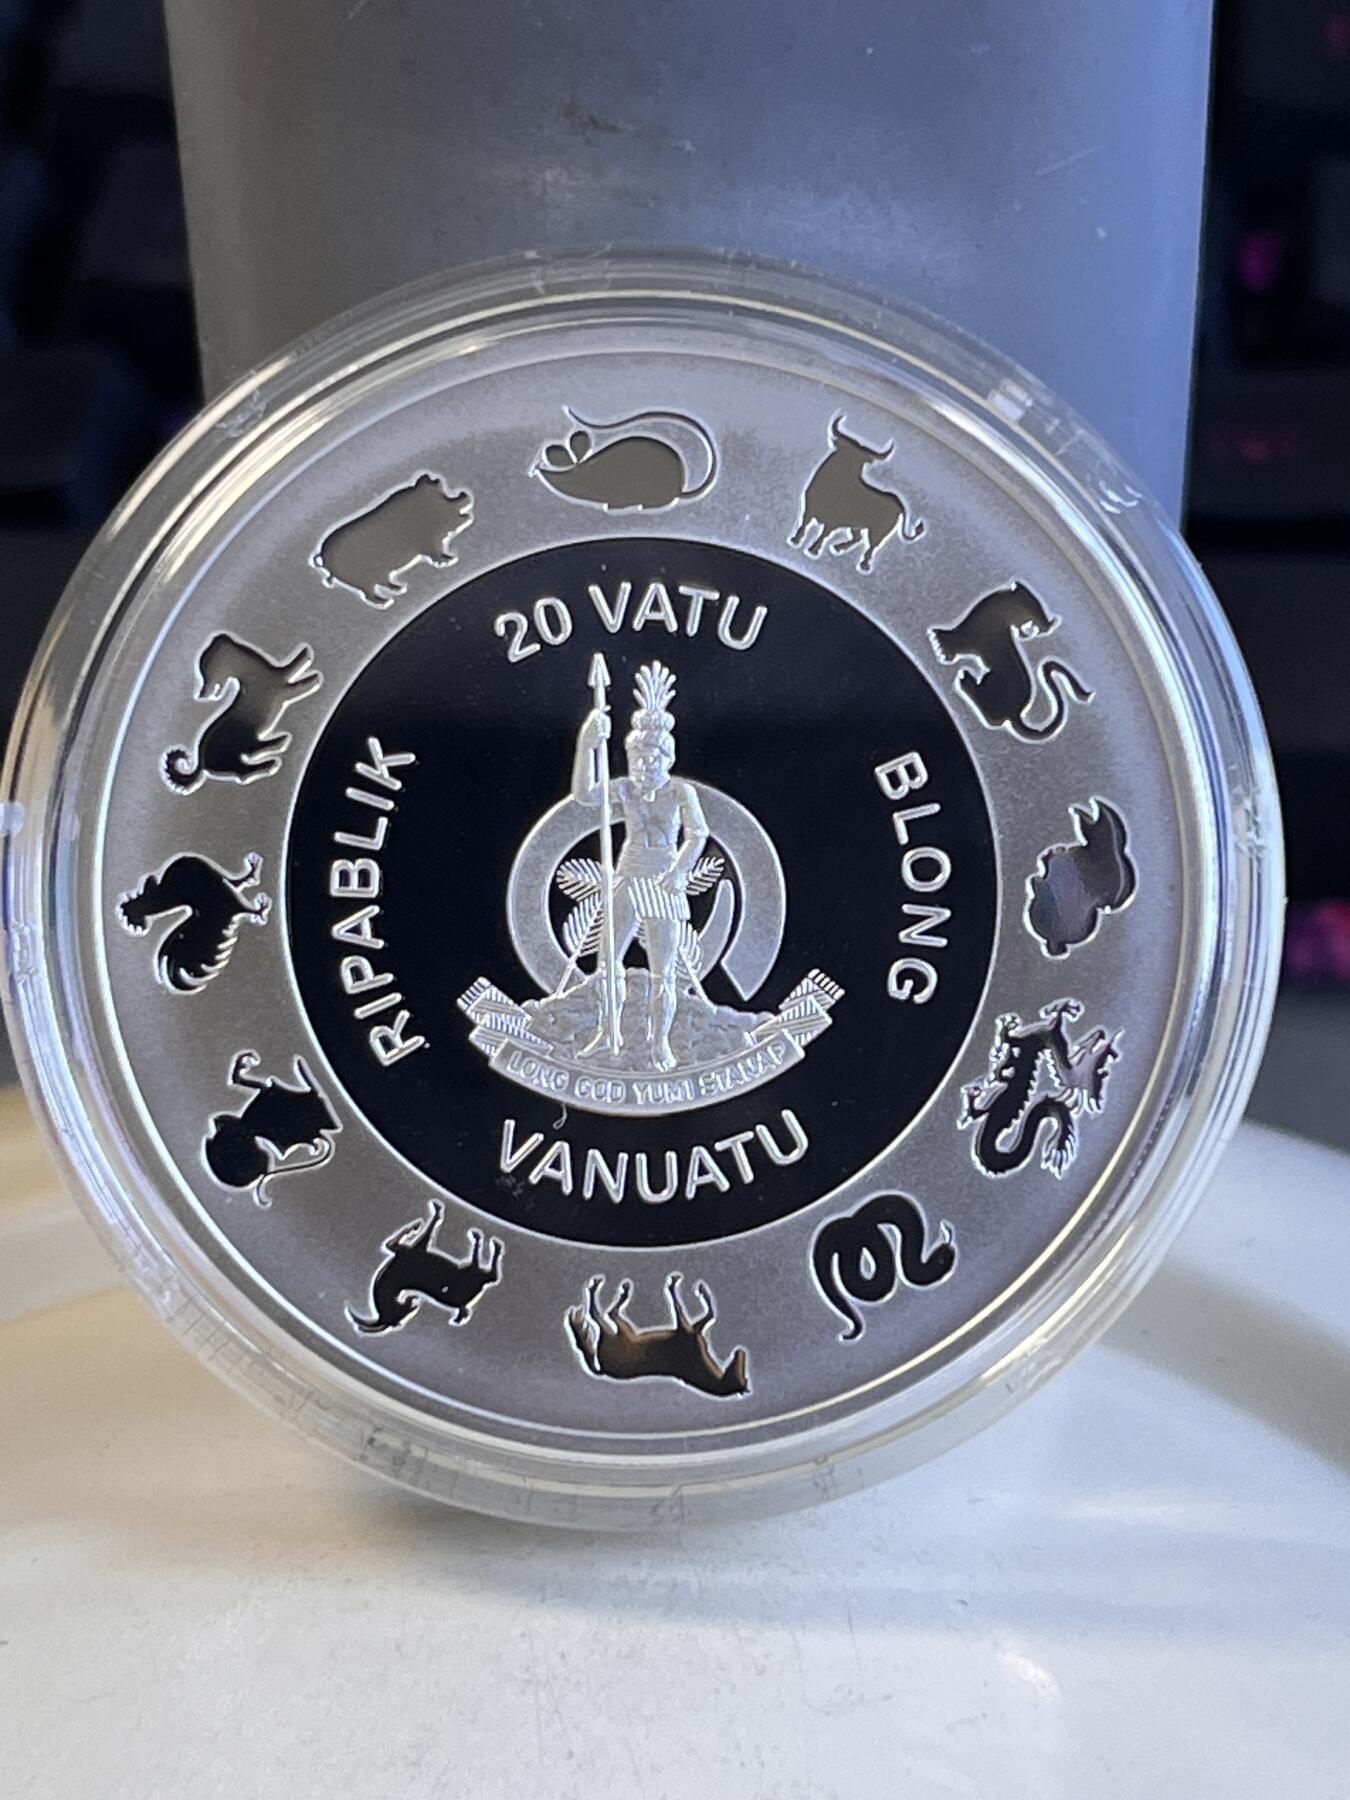 20 VATU
RIPABLIK
BLONG
VANUATU
LONG GOD YUMI STANAP